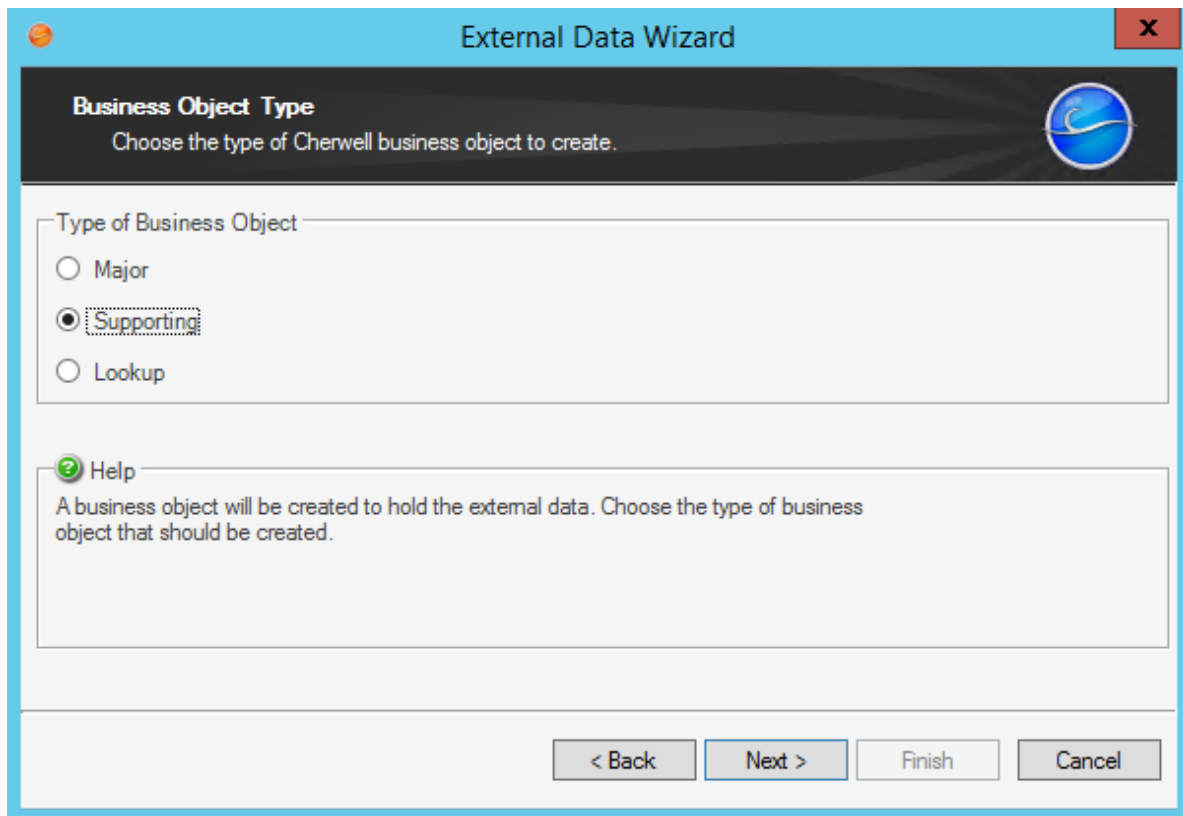 External Data Wizard
x
Business Object Type
Choose the type of Cherwell business object to create.
Type of Business Object
Major
Supporting
Lookup
? Help
A business object will be created to hold the external data. Choose the type of business
object that should be created.
< Back Next > Finish Cancel